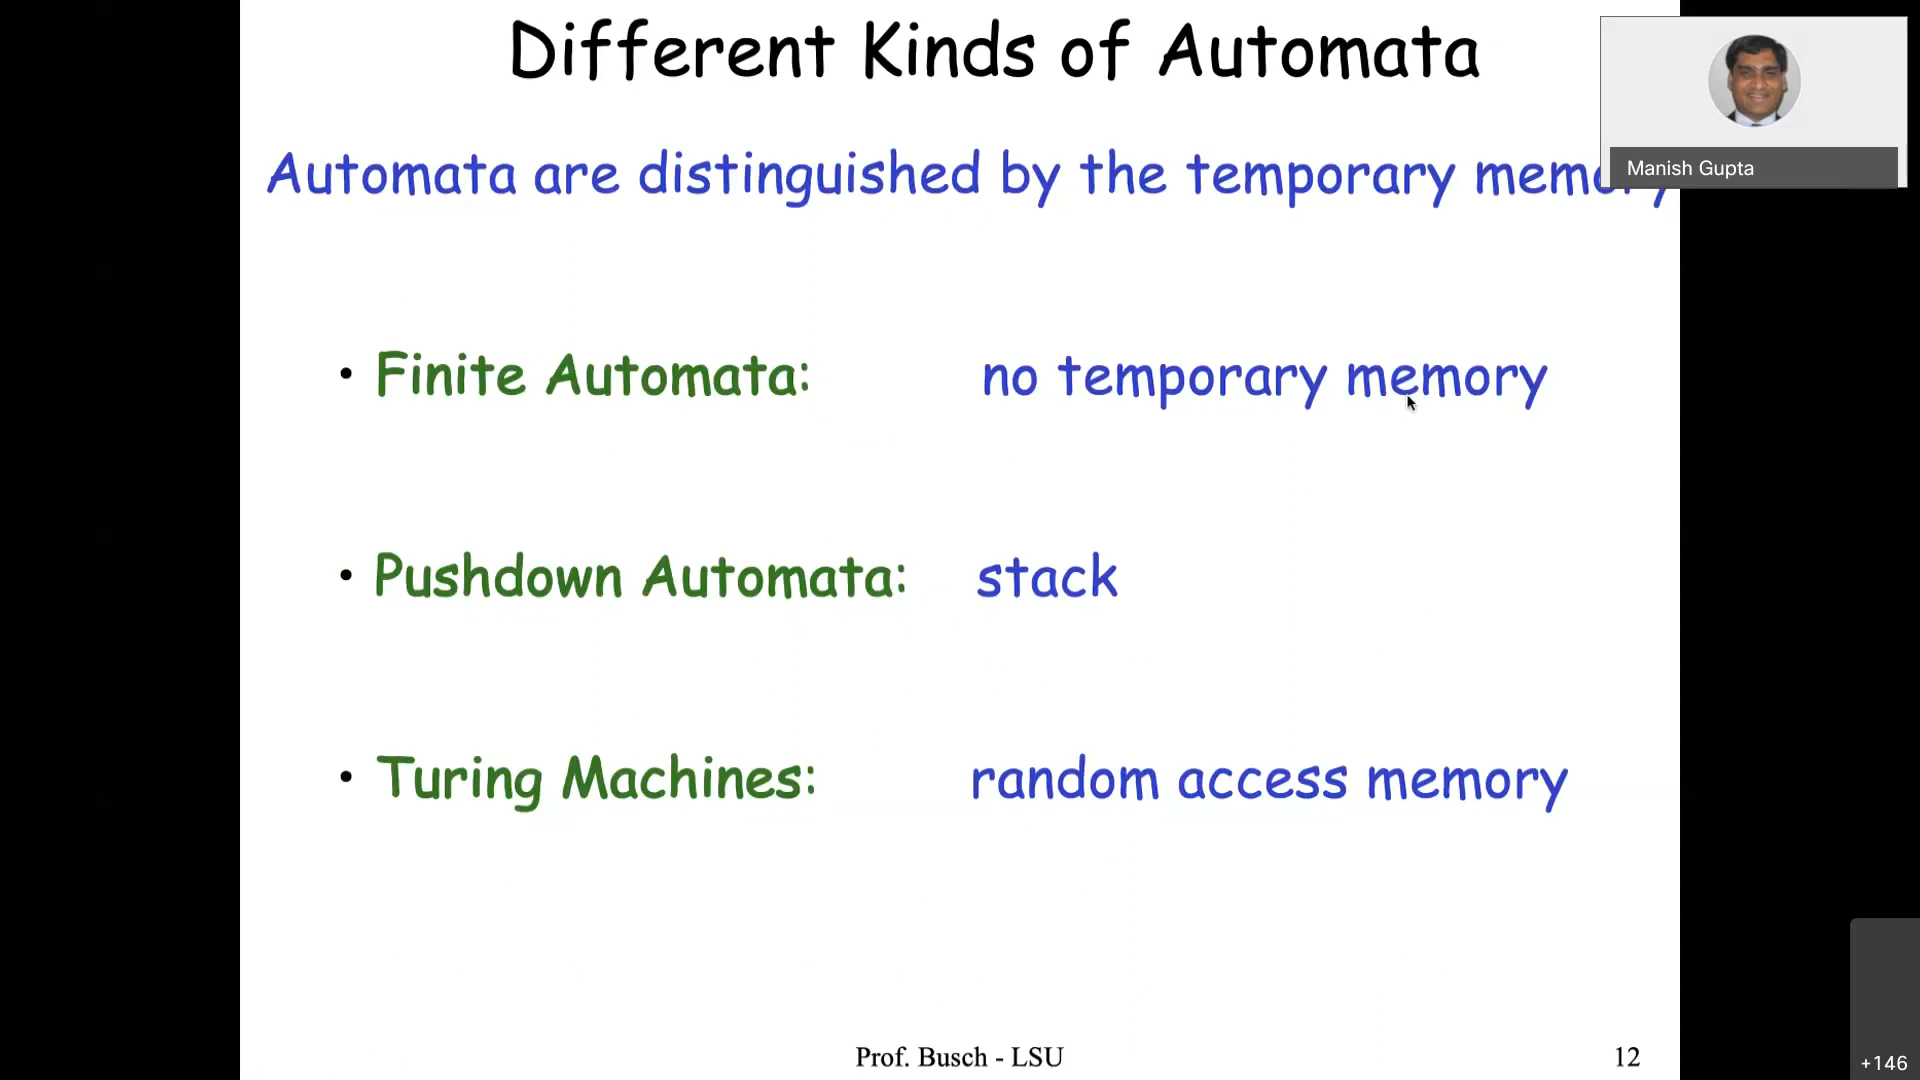 Different Kinds of Automata
Manish Gupta
Automata are distinguished by the temporary memory
• Finite Automata: no temporary memory
• Pushdown Automata: stack
• Turing Machines: random access memory
Prof. Busch - LSU
12
+146